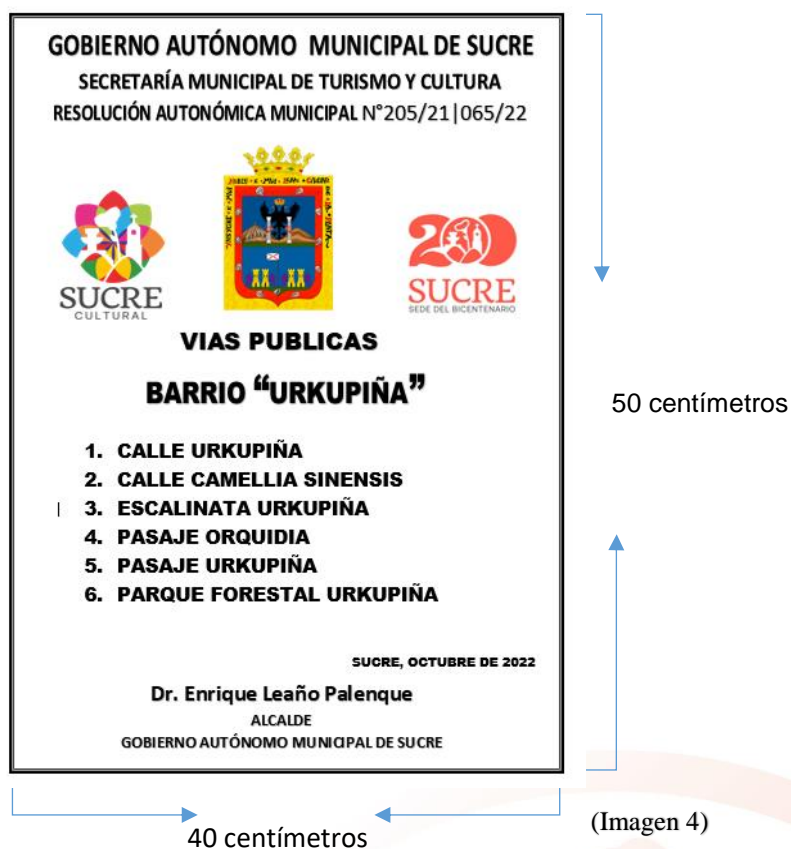 GOBIERNO AUTÓNOMO MUNICIPAL DE SUCRE
SECRETARÍA MUNICIPAL DE TURISMO Y CULTURA
RESOLUCIÓN AUTONÓMICA MUNICIPAL N°205/21|065/22
SUCRE
CULTURAL
200
SUCRE
SEDE DEL BICENTENARIO
VIAS PUBLICAS
BARRIO “URKUPIÑA”
1. CALLE URKUPIÑA
2. CALLE CAMELLIA SINENSIS
3. ESCALINATA URKUPIÑA
4. PASAJE ORQUIDIA
5. PASAJE URKUPIÑA
6. PARQUE FORESTAL URKUPIÑA
SUCRE, OCTUBRE DE 2022
Dr. Enrique Leaño Palenque
ALCALDE
GOBIERNO AUTÓNOMO MUNICIPAL DE SUCRE
50 centímetros
40 centímetros
(Imagen 4)